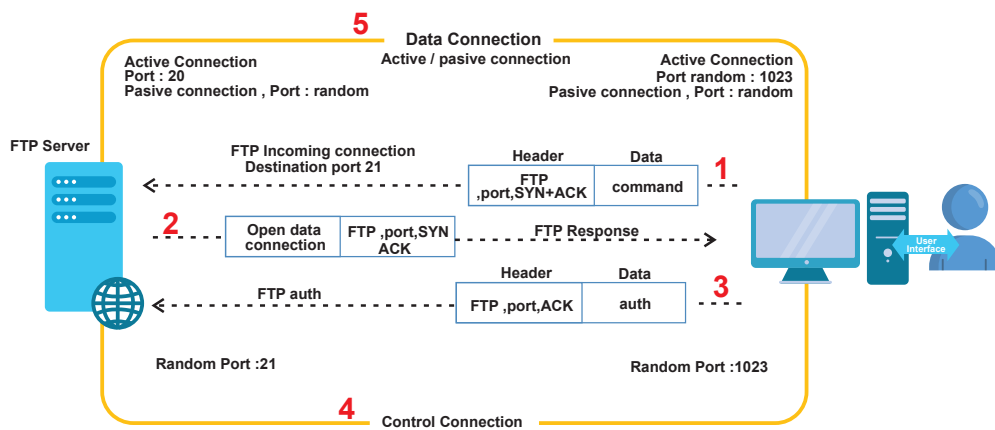 5
Data Connection
Active / pasive connection
Active Connection
Port : 20
Pasive connection , Port : random
Active Connection
Port random : 1023
Pasive connection , Port : random
FTP Server
FTP Incoming connection
Destination port 21
Header
Data
FTP
,port,SYN+ACK
command
1
2
Open data
connection
FTP ,port,SYN
ACK
FTP Response
User
Interface
Header
Data
FTP auth
FTP ,port,ACK
auth
3
Random Port :21
Random Port :1023
4
Control Connection